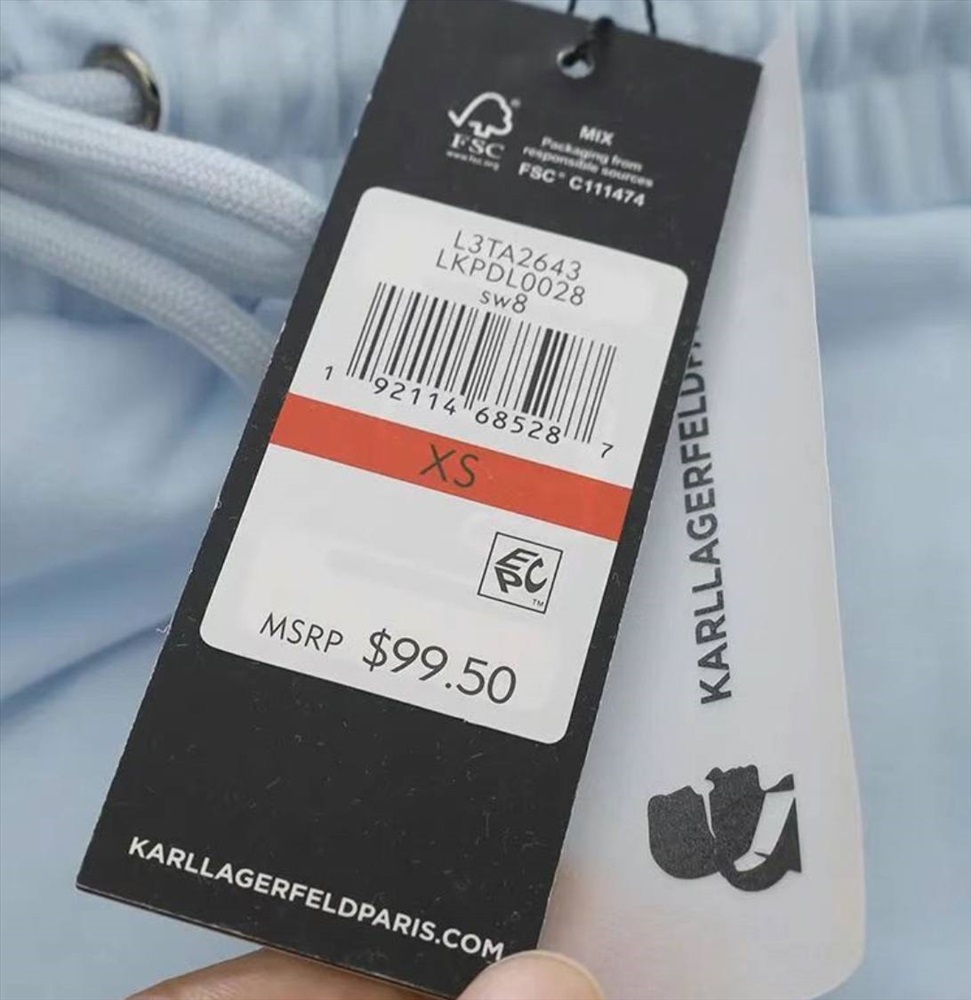 FSC
www.fsc.org
MIX
Packaging from
responsible sources
FSC® C111474
L3TA2643
LKPDL0028
SW8
1 92114 68528 7
XS
EPC
TM
MSRP $99.50
KARLLAGERFELDPARIS.COM
KARLLAGERFELD